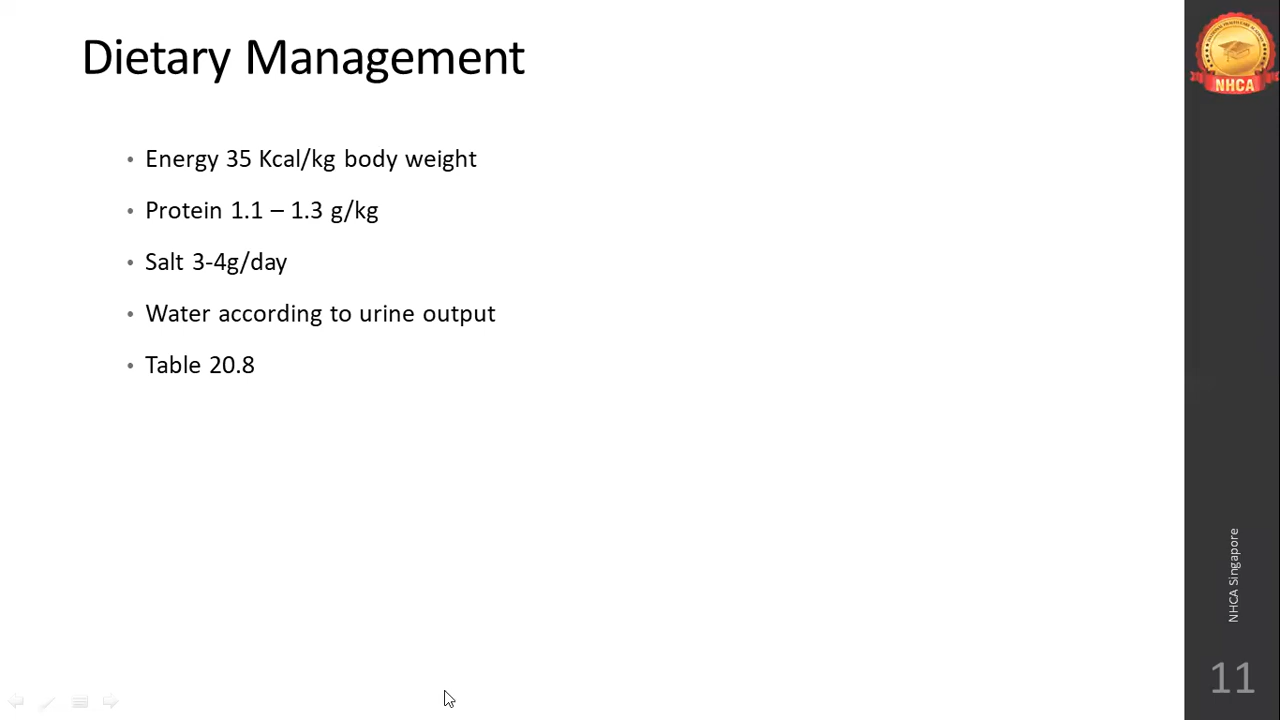 Dietary Management
• Energy 35 Kcal/kg body weight
• Protein 1.1 – 1.3 g/kg
• Salt 3-4g/day
• Water according to urine output
• Table 20.8
NHCA
NHCA Singapore
11